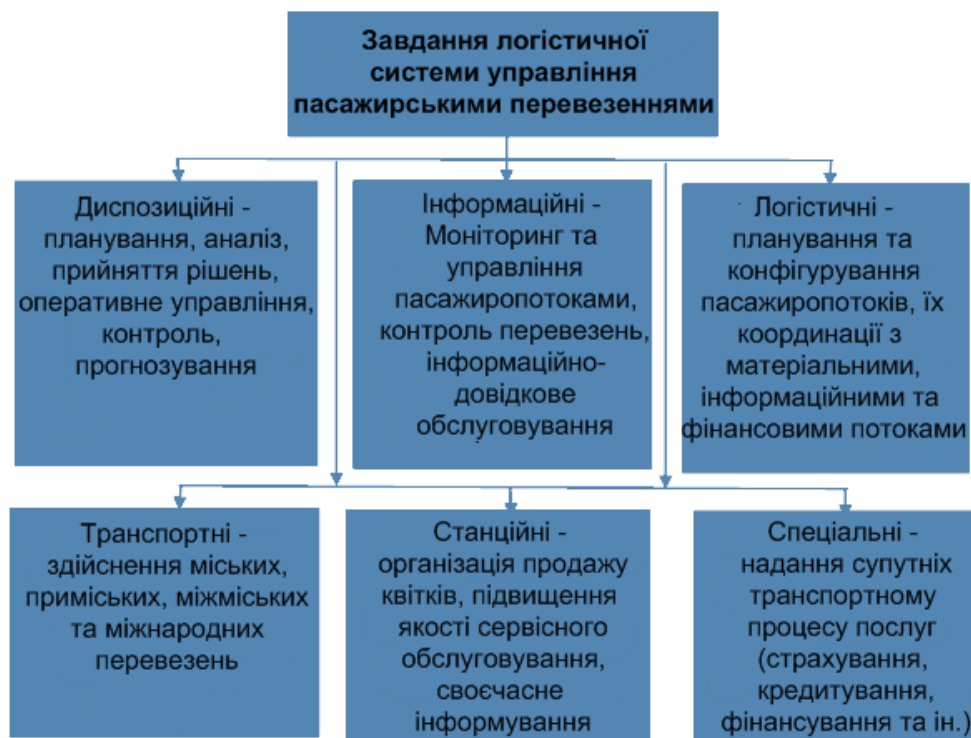 Завдання логістичної
системи управління
пасажирськими перевезеннями
Диспозиційні -
планування, аналіз,
прийняття рішень,
оперативне управління,
контроль,
прогнозування
Інформаційні -
Моніторинг та
управління
пасажиропотоками,
контроль перевезень,
інформаційно-
довідкове
обслуговування
Логістичні -
планування та
конфігурування
пасажиропотоків, їх
координації з
матеріальними,
інформаційними та
фінансовими потоками
Транспортні -
здійснення міських,
приміських, міжміських
та міжнародних
перевезень
Станційні -
організація продажу
квітків, підвищення
якості сервісного
обслуговування,
своєчасне
інформування
Спеціальні -
надання супутніх
транспортному
процесу послуг
(страхування,
кредитування,
фінансування та ін.)